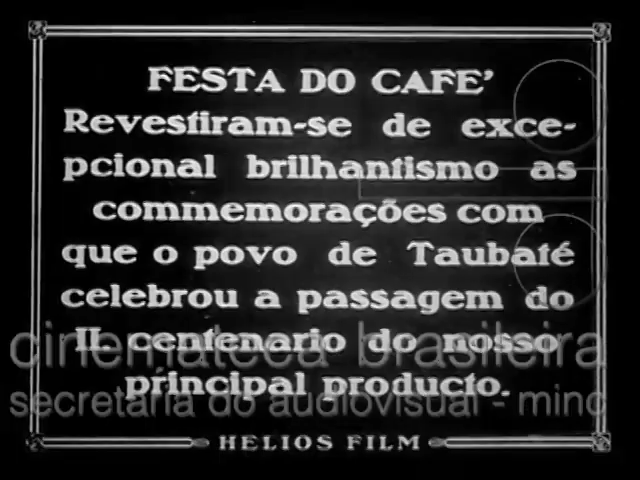 FESTA DO CAFE'
Revestiram-se de exce-
pcional brilhantismo as
commemorações com
que o povo de Taubaté
celebrou a passagem do
II. centenario do nosso
cinemateca brasileira
principal producto.
secretaria do audiovisual - minc
HELIOS FILM